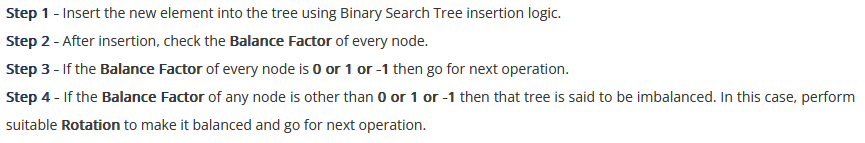 Step 1 - Insert the new element into the tree using Binary Search Tree insertion logic.
Step 2 - After insertion, check the Balance Factor of every node.
Step 3 - If the Balance Factor of every node is 0 or 1 or -1 then go for next operation.
Step 4 - If the Balance Factor of any node is other than 0 or 1 or -1 then that tree is said to be imbalanced. In this case, perform
suitable Rotation to make it balanced and go for next operation.